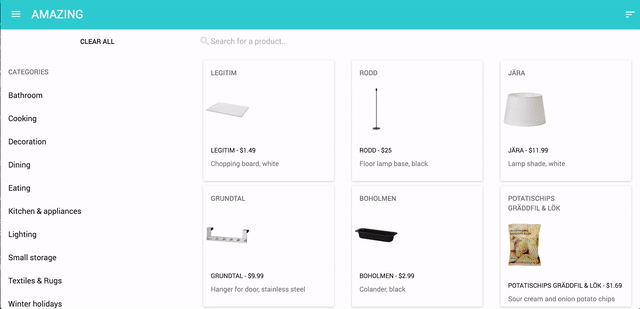 AMAZING
CLEAR ALL
Search for a product...
CATEGORIES
Bathroom
Cooking
Decoration
Dining
Eating
Kitchen & appliances
Lighting
Small storage
Textiles & Rugs
Winter holidays
LEGITIM
LEGITIM - $1.49
Chopping board, white
RODD
RODD - $25
Floor lamp base, black
JÄRA
JÄRA - $11.99
Lamp shade, white
GRUNDTAL
GRUNDTAL - $9.99
Hanger for door, stainless steel
BOHOLMEN
BOHOLMEN - $2.99
Colander, black
POTATISCHIPS
GRÄDDFIL & LÖK
POTATISCHIPS GRÄDDFIL & LÖK - $1.69
Sour cream and onion potato chips